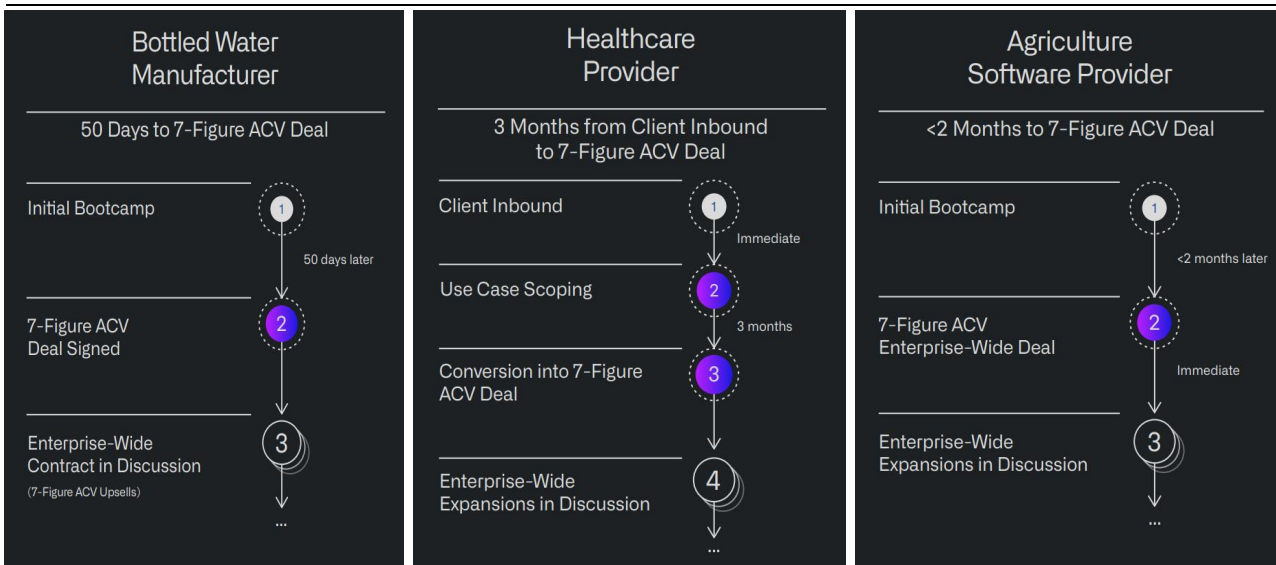 Bottled Water
Manufacturer
50 Days to 7-Figure ACV Deal
Initial Bootcamp
1
50 days later
7-Figure ACV
Deal Signed
2
Enterprise-Wide
Contract in Discussion
(7-Figure ACV Upsells)
3
...
Healthcare
Provider
3 Months from Client Inbound
to 7-Figure ACV Deal
Client Inbound
1
Immediate
Use Case Scoping
2
3 months
Conversion into 7-Figure
ACV Deal
3
Enterprise-Wide
Expansions in Discussion
4
...
Agriculture
Software Provider
<2 Months to 7-Figure ACV Deal
Initial Bootcamp
1
<2 months later
7-Figure ACV
Enterprise-Wide Deal
2
Immediate
Enterprise-Wide
Expansions in Discussion
3
...